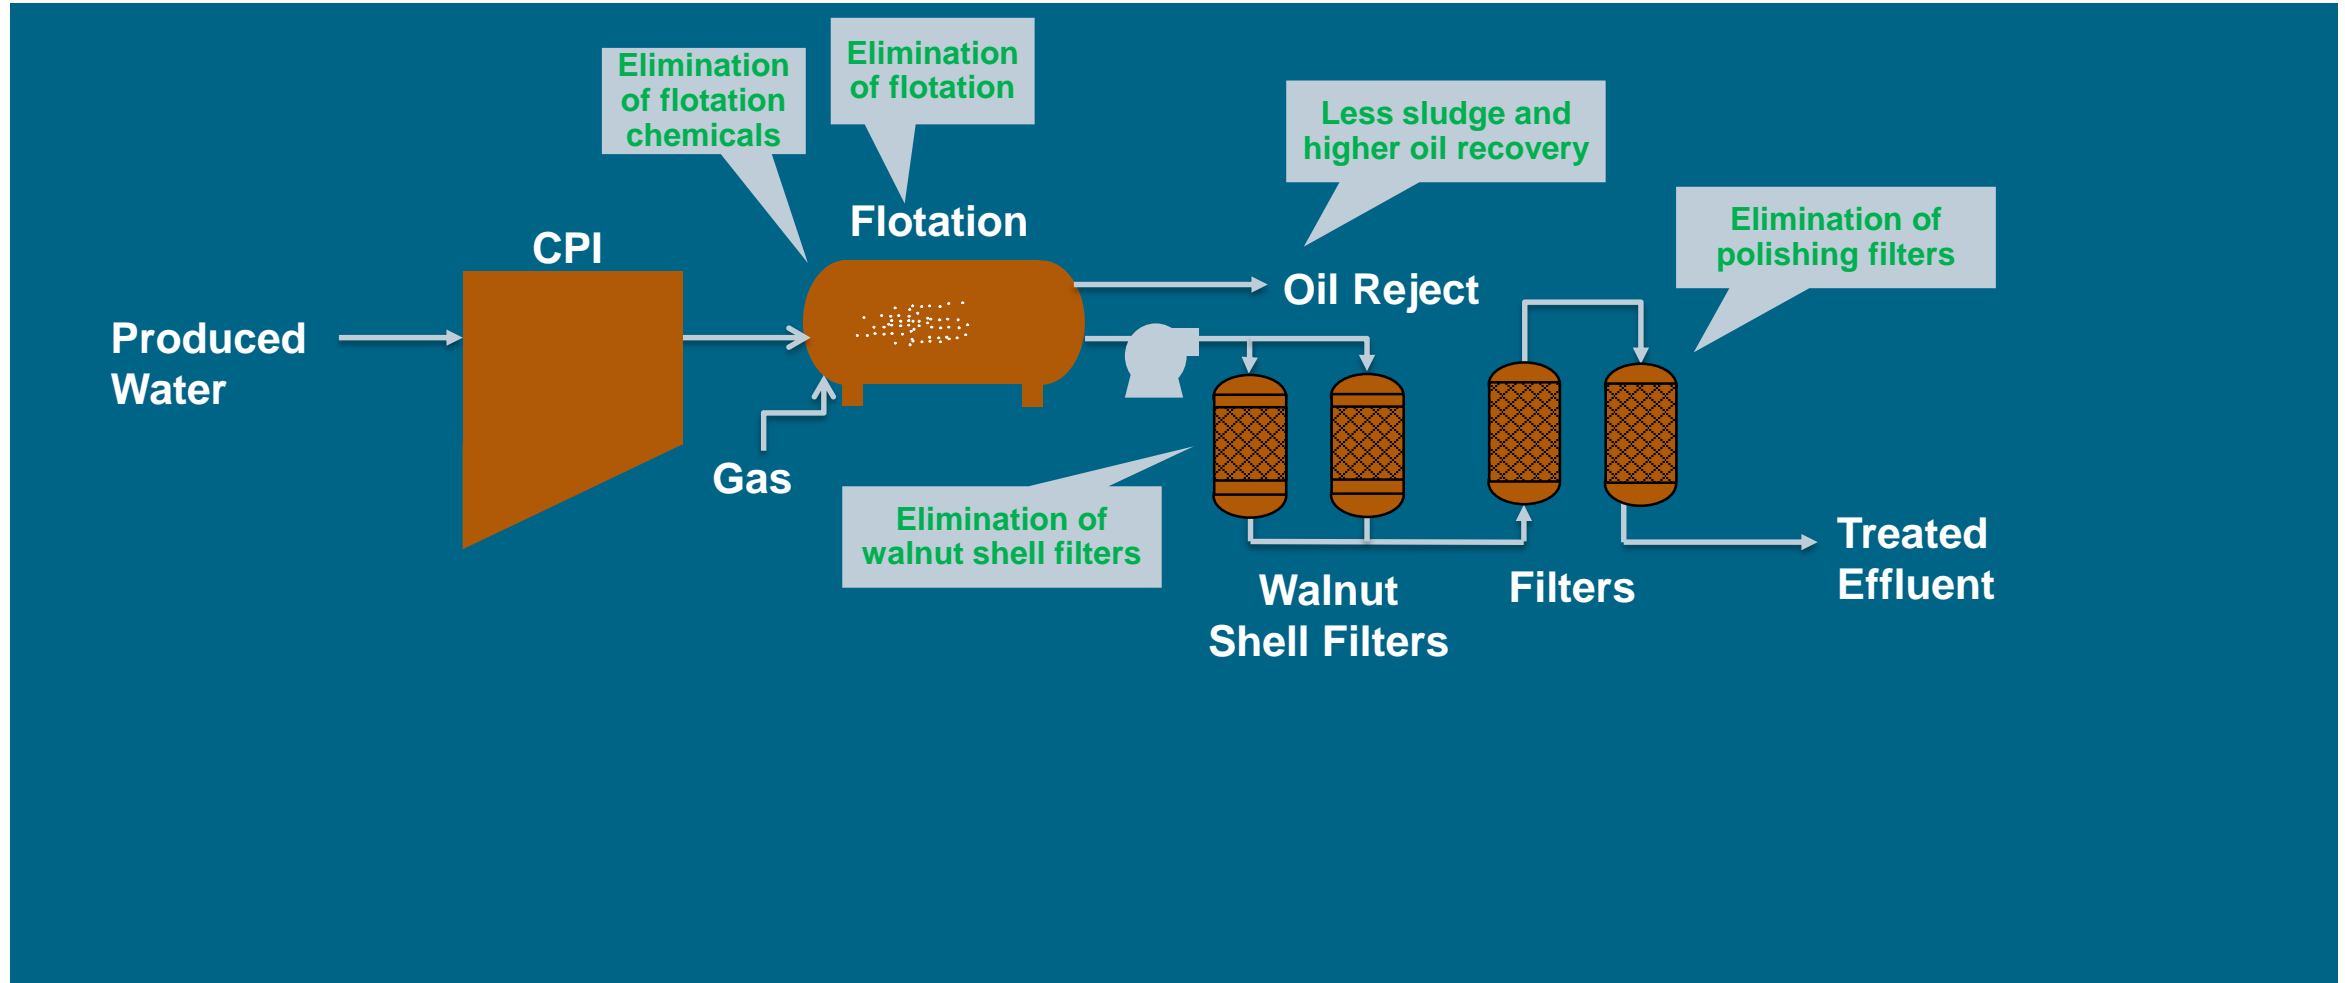 Elimination
of flotation
chemicals
Elimination
of flotation
Less sludge and
higher oil recovery
Elimination of
polishing filters
Flotation
CPI
Oil Reject
Produced
Water
Gas
Elimination of
walnut shell filters
Walnut
Shell Filters
Filters
Treated
Effluent